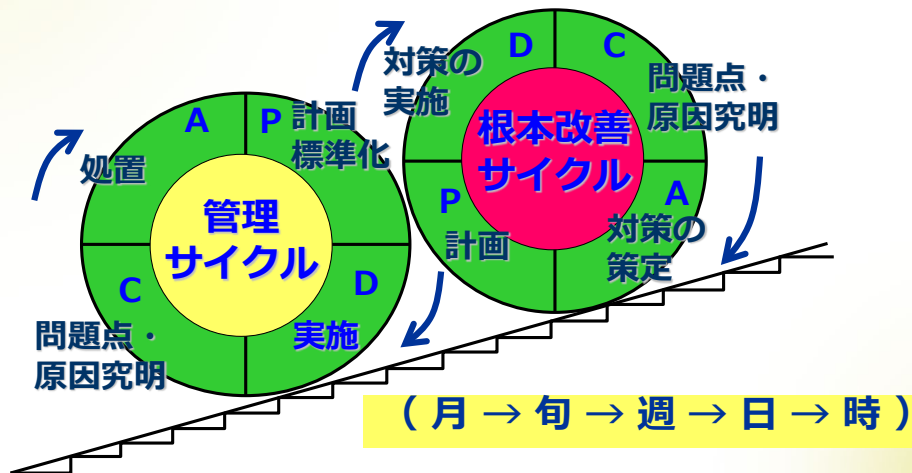 管理
サイクル
P
計画
標準化
D
実施
C
問題点・
原因究明
A
処置
根本改善
サイクル
P
計画
D
対策の
実施
C
問題点・
原因究明
A
対策の
策定
（ 月 → 旬 → 週 → 日 → 時 ）